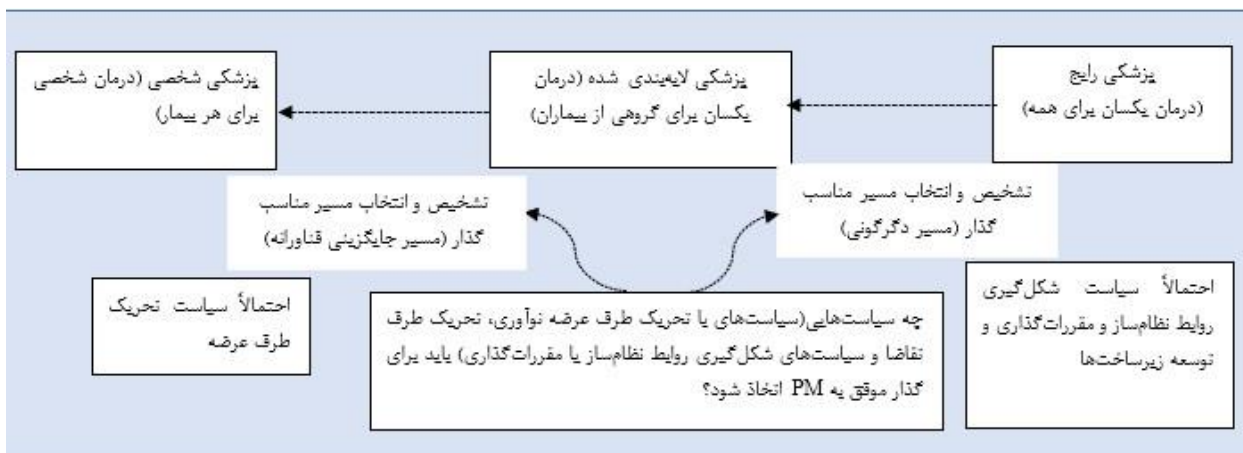 پزشکی رایج
(درمان یکسان برای همه)
پزشکی لایه‌بندی شده (درمان
یکسان برای گروهی از بیماران)
پزشکی شخصی (درمان شخصی
برای هر بیمار)
تشخیص و انتخاب مسیر مناسب
گذار (مسیر دگرگونی)
تشخیص و انتخاب مسیر مناسب
گذار (مسیر جایگزینی فناورانه)
احتمالاً سیاست شکل‌گیری
روابط نظام‌ساز و مقررات‌گذاری و
توسعه زیرساخت‌ها
چه سیاست‌هایی(سیاست‌های یا تحریک طرف عرضه نوآوری، تحریک طرف
تقاضا و سیاست‌های شکل‌گیری روابط نظام‌ساز یا مقررات‌گذاری) باید برای
گذار موفق به PM اتخاذ شود؟
احتمالاً سیاست تحریک
طرف عرضه